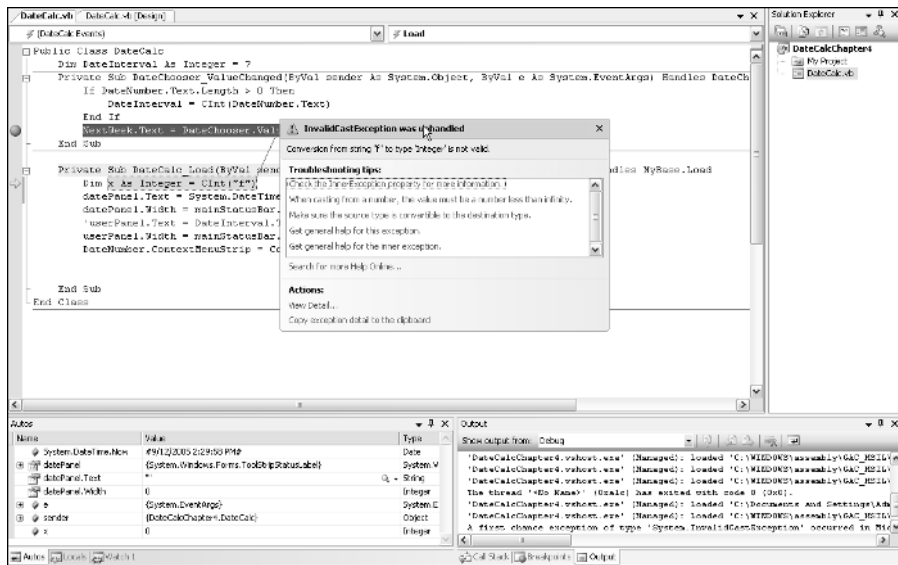 DateCalc.vb DateCalc.vb [Design]
(DateCalc Events) Load
Public Class DateCalc
Dim DateInterval As Integer = 7
Private Sub DateChooser_ValueChanged(ByVal sender As System.Object, ByVal e As System.EventArgs) Handles DateCh
If DateNumber.Text.Length > 0 Then
DateInterval = CInt(DateNumber.Text)
End If
NextWeek.Text = DateChooser.Val
End Sub
Private Sub DateCalc_Load(ByVal send dles MyBase.Load
Dim x As Integer = CInt("f")
datePanel.Text = System.DateTime
datePanel.Width = mainStatusBar.
'userPanel.Text = DateInterval.T
userPanel.Width = mainStatusBar.
DateNumber.ContextMenuStrip = Co
End Sub
End Class
InvalidCastException was unhandled
Conversion from string "f" to type 'Integer' is not valid.
Troubleshooting tips:
Check the InnerException property for more information.
When casting from a number, the value must be a number less than infinity.
Make sure the source type is convertible to the destination type.
Get general help for this exception.
Get general help for the inner exception.
Search for more Help Online...
Actions:
View Detail...
Copy exception detail to the clipboard
Solution Explorer
DateCalcChapter4
My Project
DateCalc.vb
Autos
Name Value Type
System.DateTime.Now #9/12/2005 2:29:58 PM# Date
datePanel {System.Windows.Forms.ToolStripStatusLabel} System.W
datePanel.Text "" String
datePanel.Width 0 Integer
e {System.EventArgs} System.E
sender {DateCalcChapter4.DateCalc} Object
x 0 Integer
Autos Locals Watch 1
Output
Show output from: Debug
'DateCalcChapter4.vshost.exe' (Managed): Loaded 'C:\WINDOWS\assembly\GAC_MSIL\
'DateCalcChapter4.vshost.exe' (Managed): Loaded 'C:\WINDOWS\assembly\GAC_MSIL\
'DateCalcChapter4.vshost.exe' (Managed): Loaded 'C:\WINDOWS\assembly\GAC_MSIL\
The thread '<No Name>' (0xa1c) has exited with code 0 (0x0).
'DateCalcChapter4.vshost.exe' (Managed): Loaded 'C:\Documents and Settings\Adm
'DateCalcChapter4.vshost.exe' (Managed): Loaded 'C:\WINDOWS\assembly\GAC_MSIL\
A first chance exception of type 'System.InvalidCastException' occurred in Mic
Call Stack Breakpoints Output